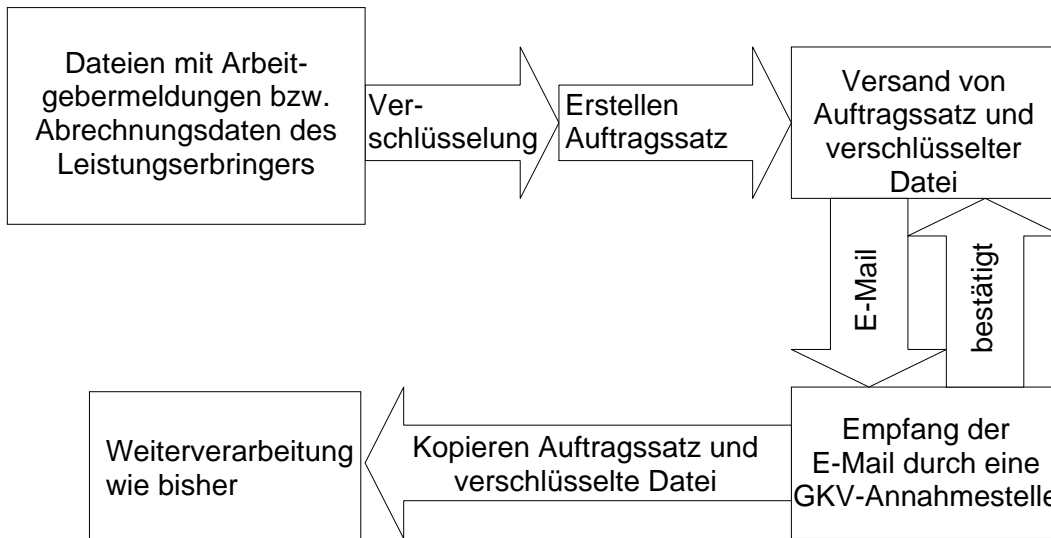 Dateien mit Arbeit-
gebermeldungen bzw.
Abrechnungsdaten des
Leistungserbringers
Ver-
schlüsselung
Erstellen
Auftragssatz
Versand von
Auftragssatz und
verschlüsselter
Datei
E-Mail
bestätigt
Empfang der
E-Mail durch eine
GKV-Annahmestelle
Kopieren Auftragssatz und
verschlüsselte Datei
Weiterverarbeitung
wie bisher